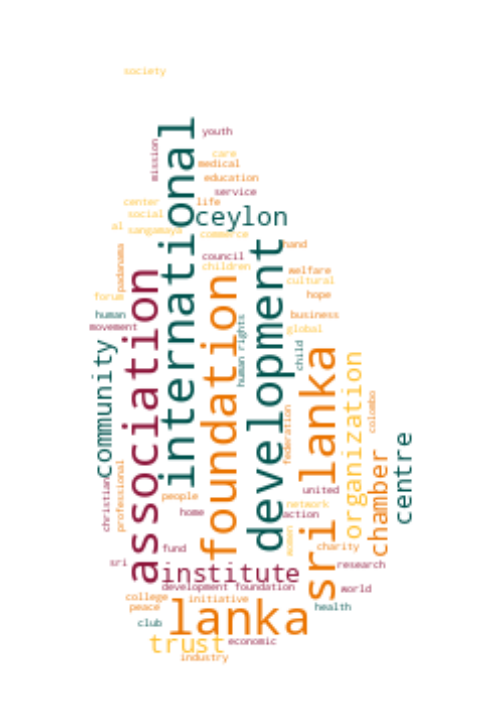 society
youth
mission
international
care
medical
education
service
center
life
social
ceylon
al
sangamaya
commerce
hand
padanama
council
children
welfare
cultural
association
foundation
development
forum
hope
human
business
movement
global
human rights
child
community
sri lanka
organization
colombo
federation
chamber
centre
professional
christian
people
united
network
home
action
women
fund
charity
sri
institute
research
development foundation
world
college
initiative
peace
lanka
health
club
trust
economic
industry